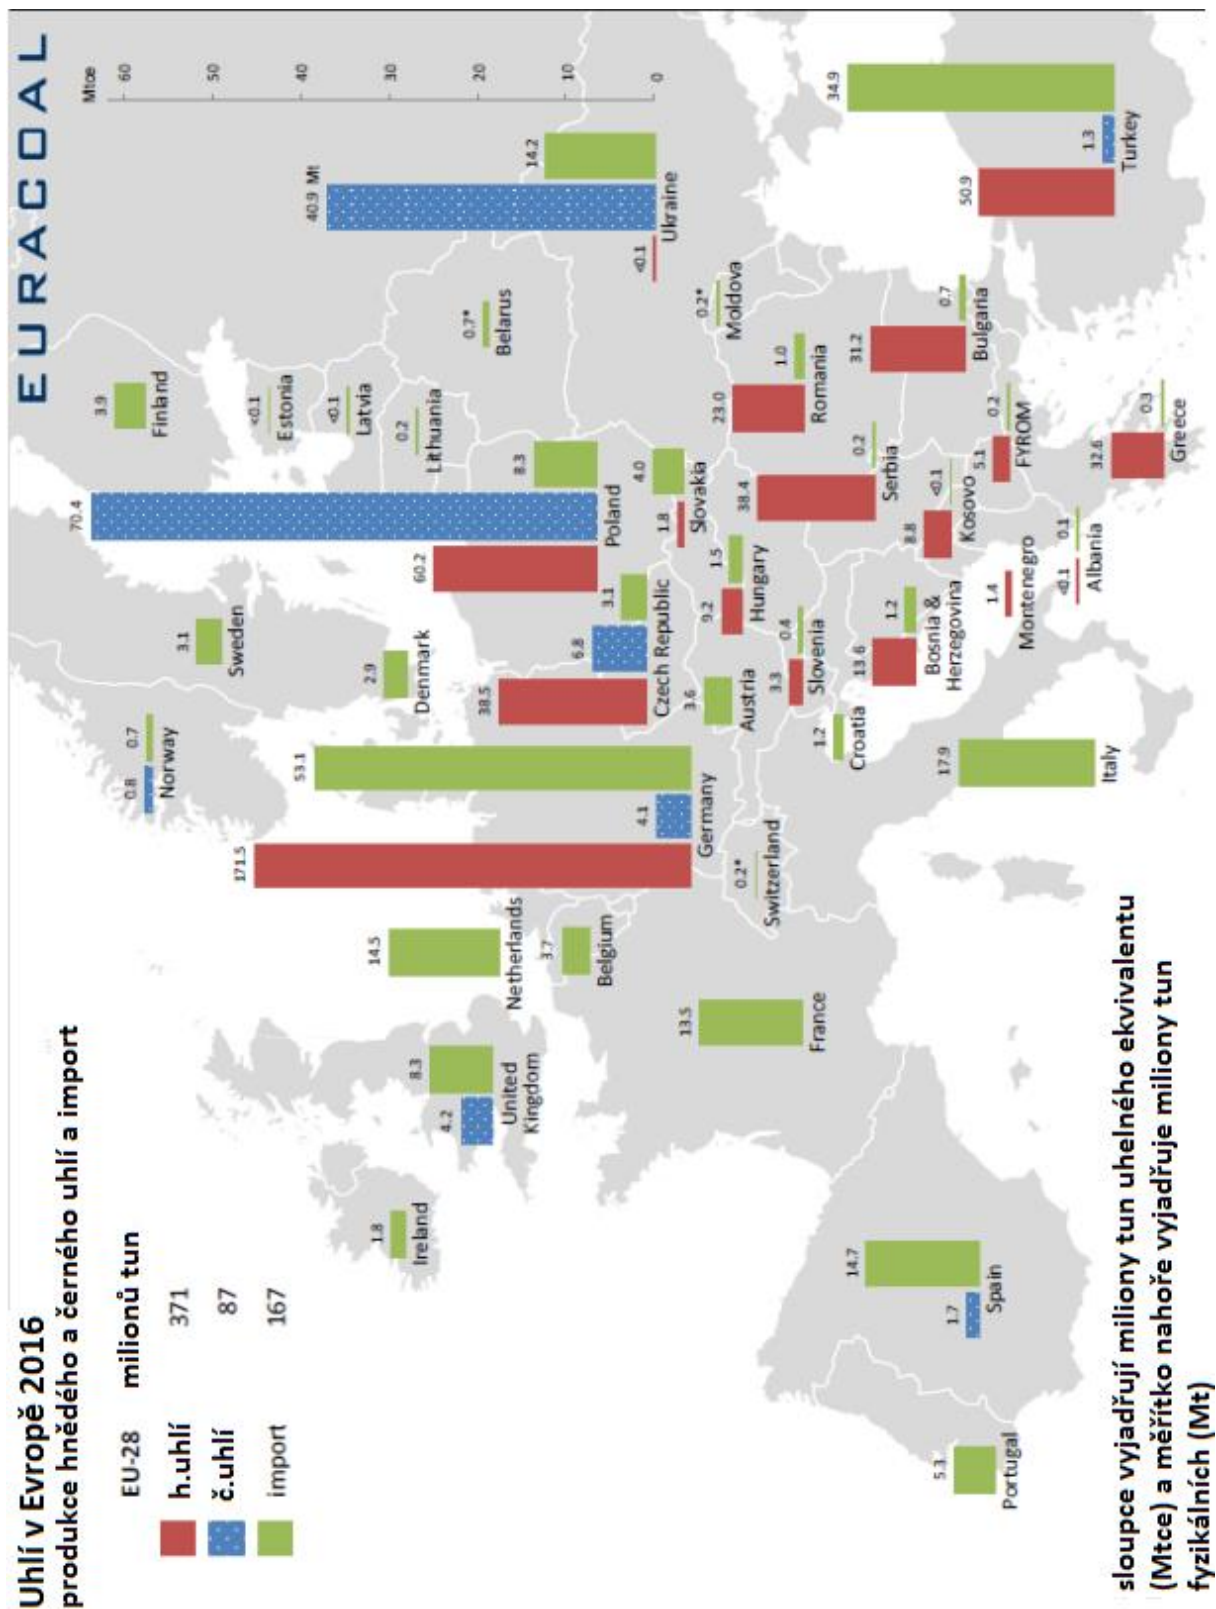 Uhlí v Evropě 2016
produkce hnědého a černého uhlí a import
EURACOAL
EU-28 milionů tun
h.uhlí 371
č.uhlí 87
import 167
Mtce
60
50
40
30
20
10
0
3.9
Finland
<0.1
Estonia
<0.1
Latvia
0.2
Lithuania
0.7*
Belarus
0.8
0.7
Norway
3.1
Sweden
2.9
Denmark
1.8
Ireland
4.2
8.3
United
Kingdom
14.5
Netherlands
3.7
Belgium
171.5
4.1
53.1
Germany
38.5
6.8
3.1
Czech Republic
60.2
70.4
8.3
Poland
<0.1
40.9 Mt
14.2
Ukraine
1.8
4.0
Slovakia
0.2*
Moldova
13.5
France
0.2*
Switzerland
3.6
Austria
9.2
1.5
Hungary
23.0
1.0
Romania
3.3
0.4
Slovenia
1.2
Croatia
38.4
0.2
Serbia
13.6
1.2
Bosnia &
Herzegovina
8.8
<0.1
Kosovo
31.2
0.7
Bulgaria
1.4
Montenegro
5.1
0.2
FYROM
<0.1
0.1
Albania
32.6
0.3
Greece
50.9
1.3
34.9
Turkey
17.9
Italy
1.7
14.7
Spain
5.3
Portugal
sloupce vyjadřují miliony tun uhelného ekvivalentu
(Mtce) a měřítko nahoře vyjadřuje miliony tun
fyzikálních (Mt)